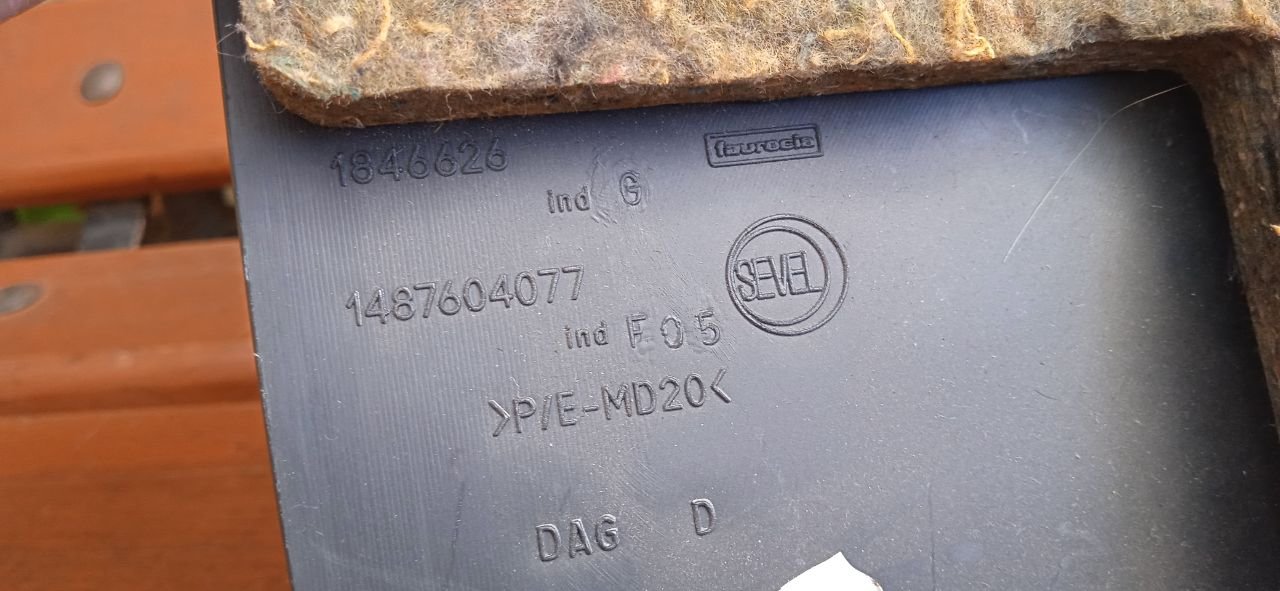 1846626
faurecia
ind G
SEVEL
1487604077
ind F 0 5
>P/E-MD20<
DAG D